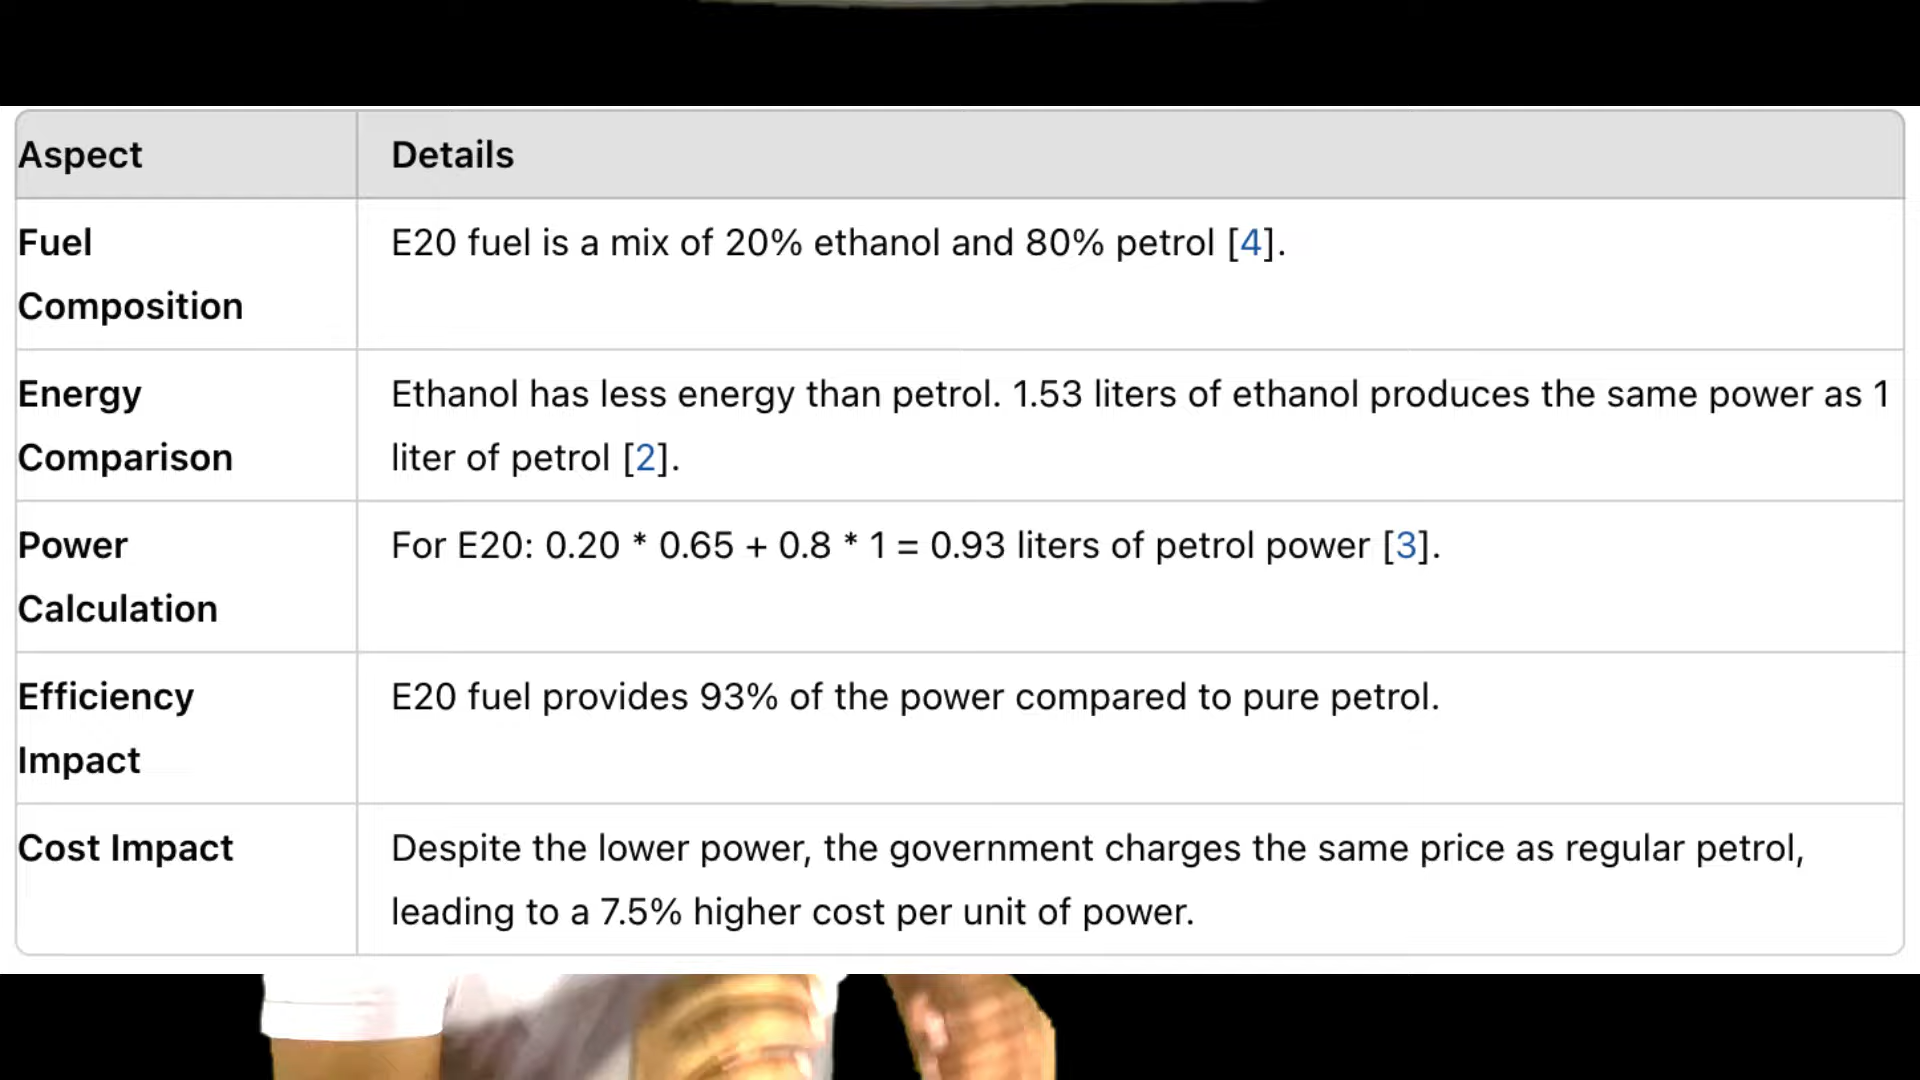 Aspect
Details
Fuel
Composition
E20 fuel is a mix of 20% ethanol and 80% petrol [4].
Energy
Comparison
Ethanol has less energy than petrol. 1.53 liters of ethanol produces the same power as 1
liter of petrol [2].
Power
Calculation
For E20: 0.20 * 0.65 + 0.8 * 1 = 0.93 liters of petrol power [3].
Efficiency
Impact
E20 fuel provides 93% of the power compared to pure petrol.
Cost Impact
Despite the lower power, the government charges the same price as regular petrol,
leading to a 7.5% higher cost per unit of power.